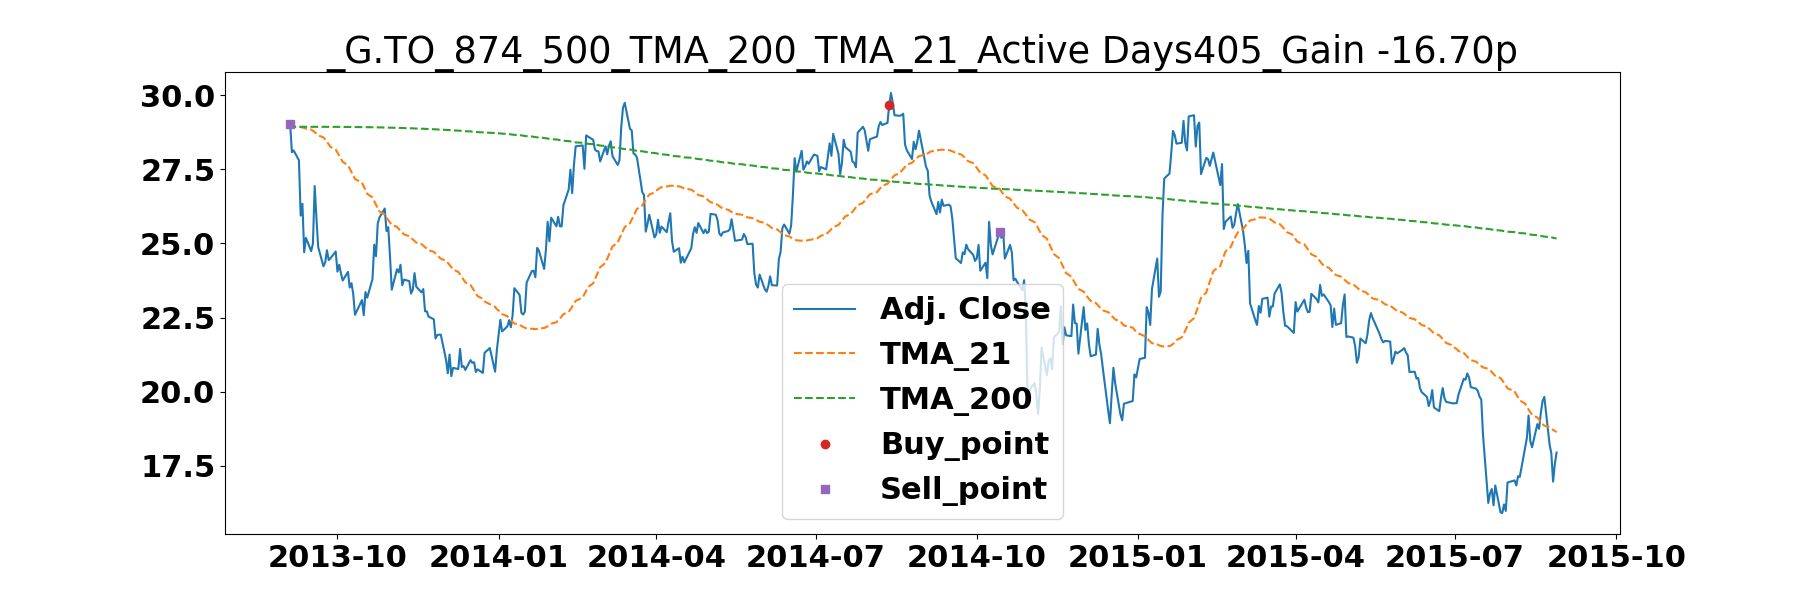 _G.TO_874_500_TMA_200_TMA_21_Active Days405_Gain -16.70p
30.0
27.5
25.0
22.5
20.0
17.5
Adj. Close
TMA_21
TMA_200
Buy_point
Sell_point
2013-10 2014-01 2014-04 2014-07 2014-10 2015-01 2015-04 2015-07 2015-10